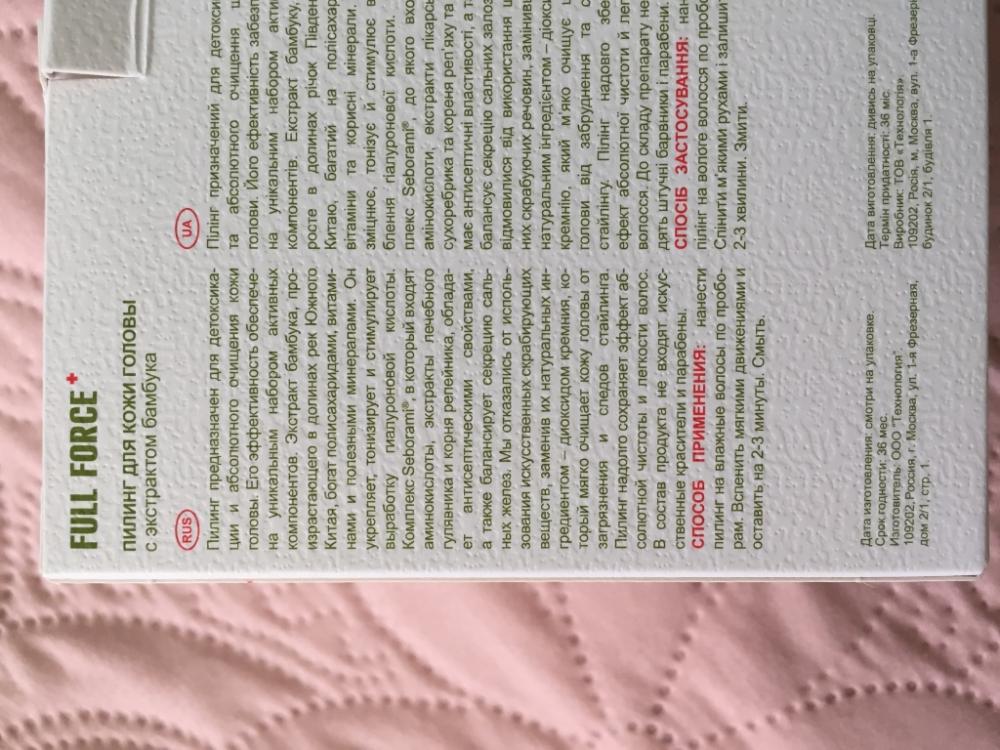 FULL FORCE+
ПИЛИНГ ДЛЯ КОЖИ ГОЛОВЫ
с экстрактом бамбука
RUS
Пилинг предназначен для детоксика-
ции и абсолютного очищения кожи
головы. Его эффективность обеспече-
на уникальным набором активных
компонентов. Экстракт бамбука, про-
израстающего в долинах рек Южного
Китая, богат полисахаридами, витами-
нами и полезными минералами. Он
укрепляет, тонизирует и стимулирует
выработку гиалуроновой кислоты.
Комплекс Seborami®, в который входят
аминокислоты, экстракты лечебного
гулявника и корня репейника, облада-
ет антисептическими свойствами,
а также балансирует секрецию саль-
ных желез. Мы отказались от исполь-
зования искусственных скрабирующих
веществ, заменив их натуральных ин-
гредиентом – диоксидом кремния, ко-
торый мягко очищает кожу головы от
загрязнения и следов стайлинга.
Пилинг надолго сохраняет эффект аб-
солютной чистоты и легкости волос.
В состав продукта не входят искус-
ственные красители и парабены.
СПОСОБ ПРИМЕНЕНИЯ: нанести
пилинг на влажные волосы по пробо-
рам. Вспенить мягкими движениями и
оставить на 2-3 минуты. Смыть.
Дата изготовления: смотри на упаковке.
Срок годности: 36 мес.
Изготовитель: ООО "Технология"
109202, Россия, г. Москва, ул. 1-я Фрезерная,
дом 2/1, стр. 1.
UA
Пілінг призначений для детокси
та абсолютного очищення ш
голови. Його ефективність забезп
на унікальним набором акти
компонентів. Екстракт бамбуку,
росте в долинах річок Півден
Китаю, багатий на полісахар
вітаміни та корисні мінерали.
зміцнює, тонізує й стимулює в
блення гіалуронової кислоти.
плекс Seborami®, до якого вхо
амінокислоти, екстракти лікарсь
сухоребрика та кореня реп'яху та
має антисептичні властивості, а та
балансує секрецію сальних залоз
відмовилися від використання ш
них скрабуючих речовин, замінив
натуральним інгредієнтом – діокс
кремнію, який м'яко очищує ш
голови від забруднення та с
стайлінгу. Пілінг надовго збе
ефект абсолютної чистоти й лег
волосся. До складу препарату не
дять штучні барвники і парабени.
СПОСІБ ЗАСТОСУВАННЯ: нан
пілінг на вологе волосся по пробо
Спінити м'якими рухами і залиши
2-3 хвилини. Змити.
Дата виготовлення: дивись на упаковці.
Термін придатності: 36 міс.
Виробник: ТОВ «Технологія»
109202, Росія, м. Москва, вул. 1-а Фрезер
будинок 2/1, будівля 1.